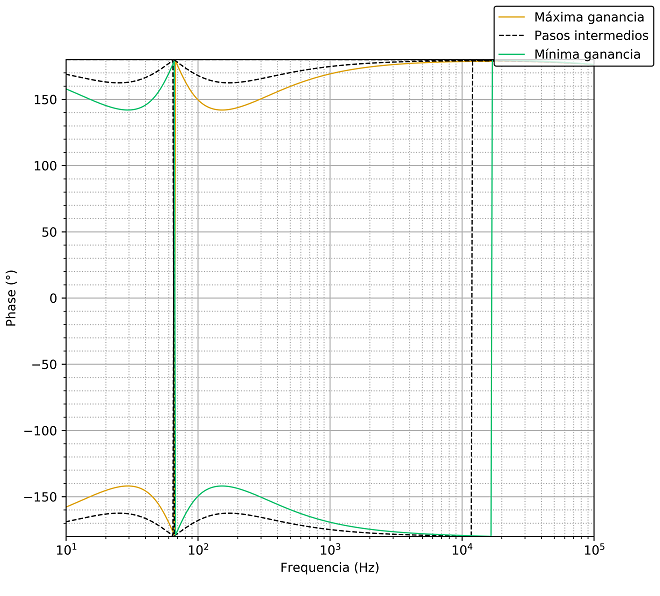 Máxima ganancia
Pasos intermedios
Mínima ganancia
150
100
50
0
−50
−100
−150
Phase (°)
10¹ 10² 10³ 10⁴ 10⁵
Frequencia (Hz)